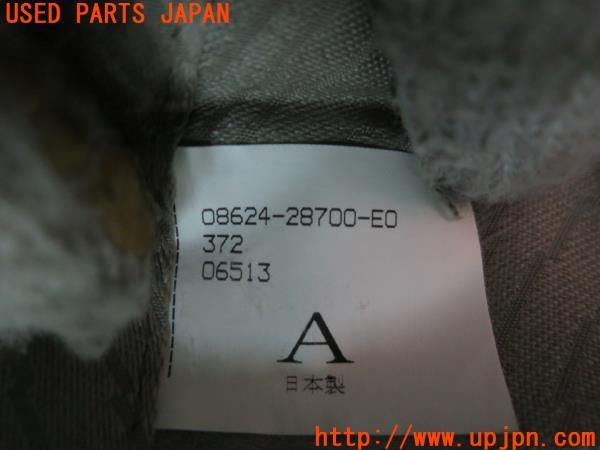 USED PARTS JAPAN
08624-28700-E0
372
06513
A
日本製
http://www.upjpn.com/